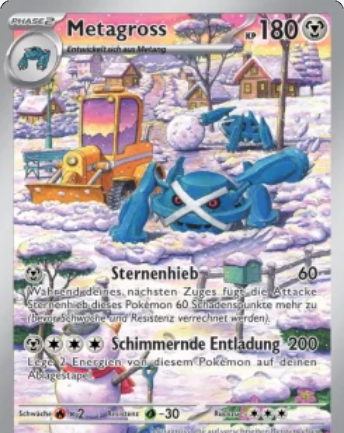 PHASE 2
Metagross
KP 180
Entwickelt sich aus Metang
Sternenhieb 60
Während deines nächsten Zuges fügt die Attacke
Sternenhieb dieses Pokémon 60 Schadenspunkte mehr zu
(bevor Schwäche und Resistenz verrechnet werden).
Schimmernde Entladung 200
Lege 2 Energien von diesem Pokémon auf deinen
Ablagestapel.
Schwäche ×2 Resistenz -30 Rückzug